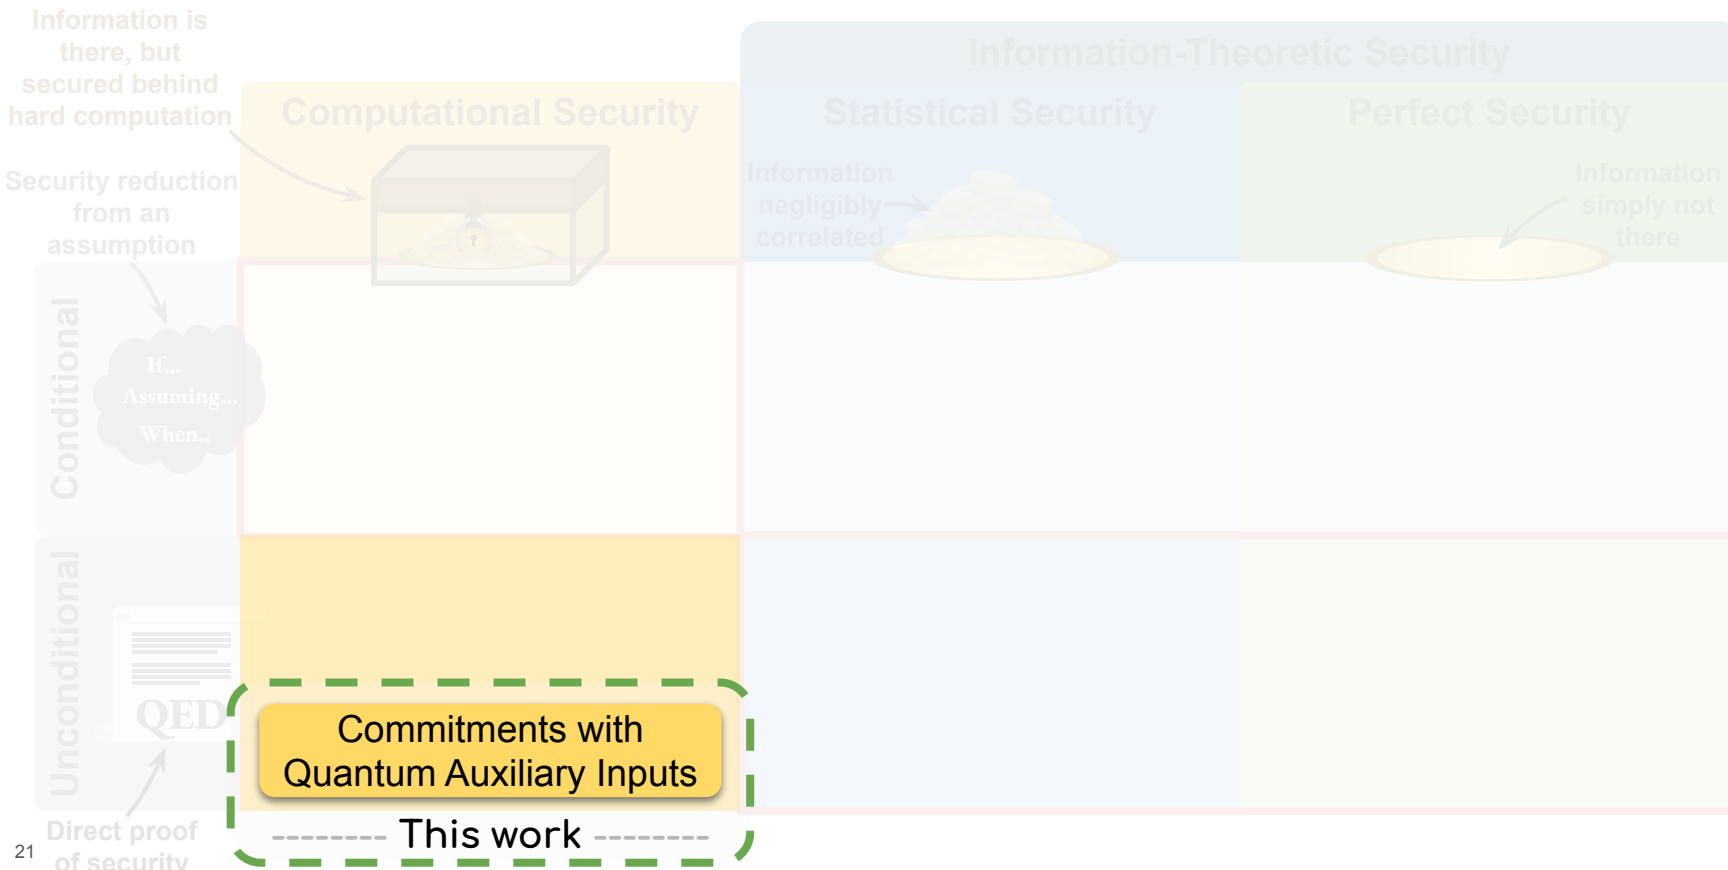 Information is
there, but
secured behind
hard computation
Information-Theoretic Security
Computational Security
Statistical Security
Perfect Security
Security reduction
from an
assumption
Information
negligibly
correlated
Information
simply not
there
Conditional
If...
Assuming...
When..
Unconditional
QED
Commitments with
Quantum Auxiliary Inputs
This work
Direct proof
of security
21